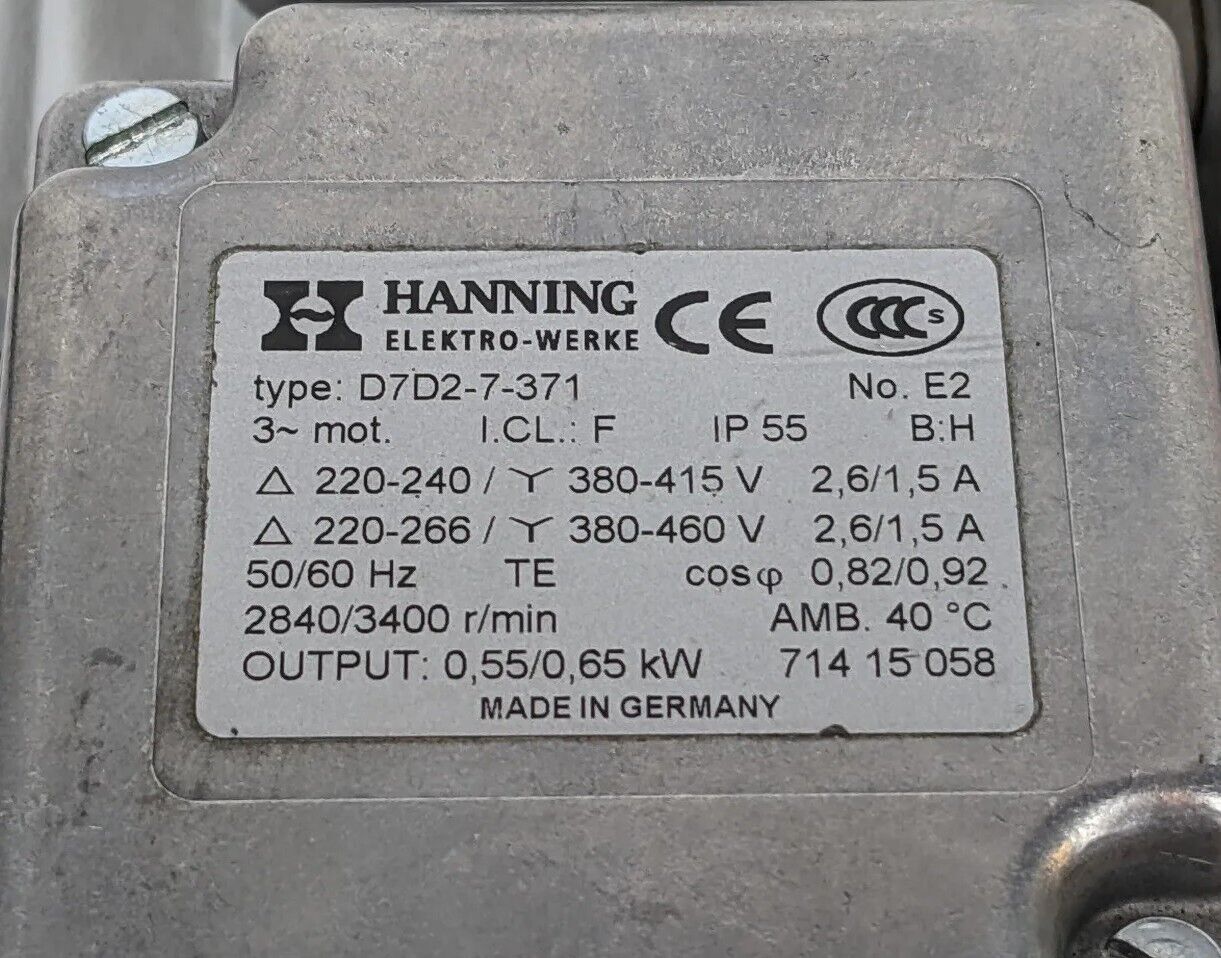 HANNING
ELEKTRO-WERKE CE CCC S
type: D7D2-7-371 No. E2
3~ mot. I.CL.: F IP 55 B:H
△ 220-240 / Y 380-415 V 2,6/1,5 A
△ 220-266 / Y 380-460 V 2,6/1,5 A
50/60 Hz TE cosφ 0,82/0,92
2840/3400 r/min AMB. 40 °C
OUTPUT: 0,55/0,65 kW 714 15 058
MADE IN GERMANY